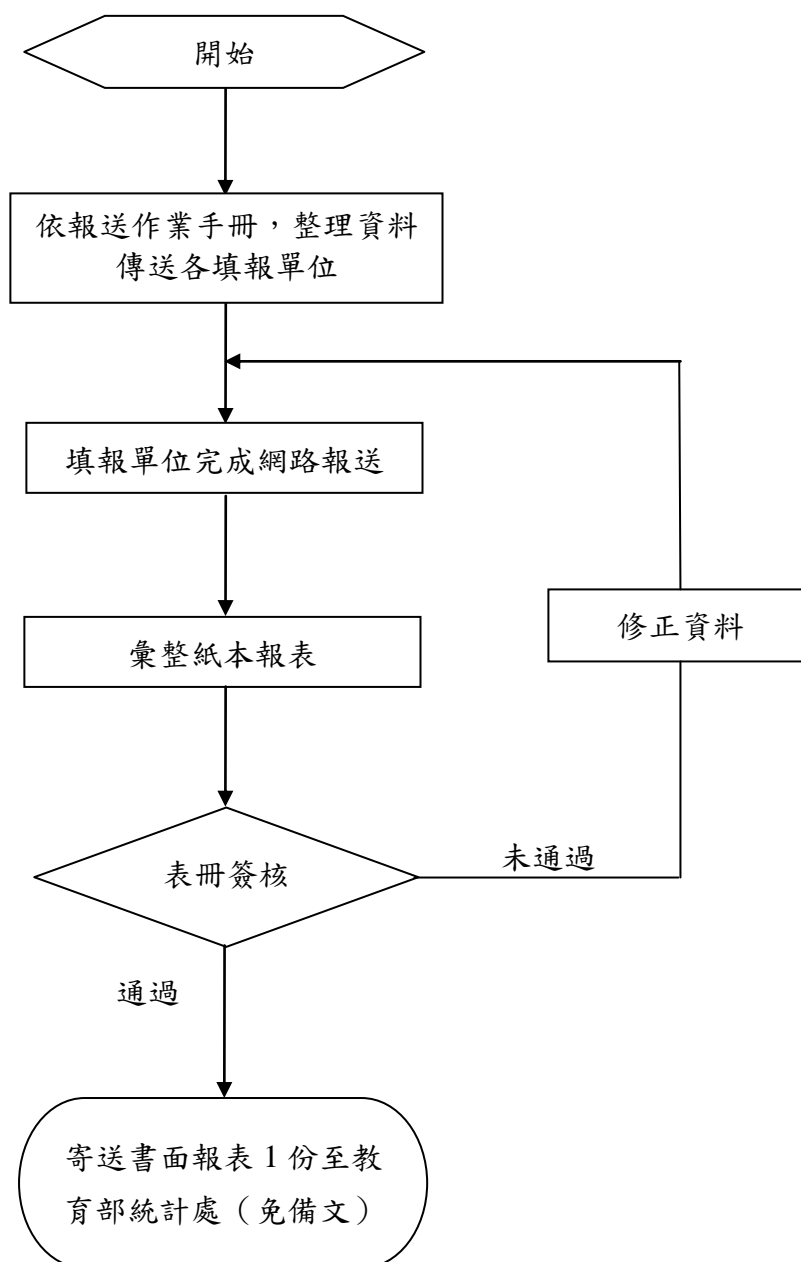 開始
依報送作業手冊，整理資料
傳送各填報單位
填報單位完成網路報送
彙整紙本報表
修正資料
表冊簽核
未通過
通過
寄送書面報表 1 份至教
育部統計處（免備文）